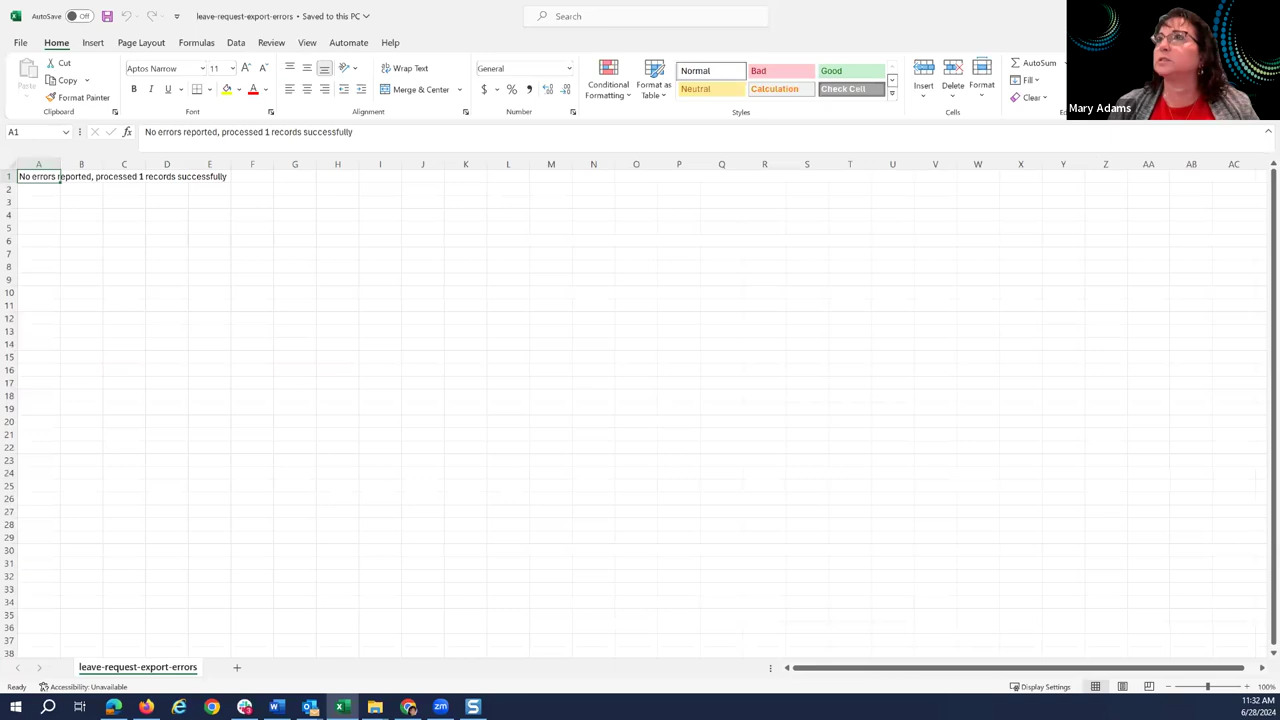 AutoSave Off leave-request-export-errors • Saved to this PC Search
File Home Insert Page Layout Formulas Data Review View Automate Help
Paste Cut Copy Format Painter Clipboard
Aptos Narrow 11 B I U Font
Wrap Text Merge & Center Alignment
General $ % Number
Conditional Formatting Format as Table Normal Bad Good Neutral Calculation Check Cell Styles
Insert Delete Format Cells
AutoSum Fill Clear
Mary Adams
A1 fx No errors reported, processed 1 records successfully
A B C D E F G H I J K L M N O P Q R S T U V W X Y Z AA AB AC
1 No errors reported, processed 1 records successfully
2
3
4
5
6
7
8
9
10
11
12
13
14
15
16
17
18
19
20
21
22
23
24
25
26
27
28
29
30
31
32
33
34
35
36
37
38
leave-request-export-errors
Ready Accessibility: Unavailable Display Settings 100%
11:32 AM
6/28/2024